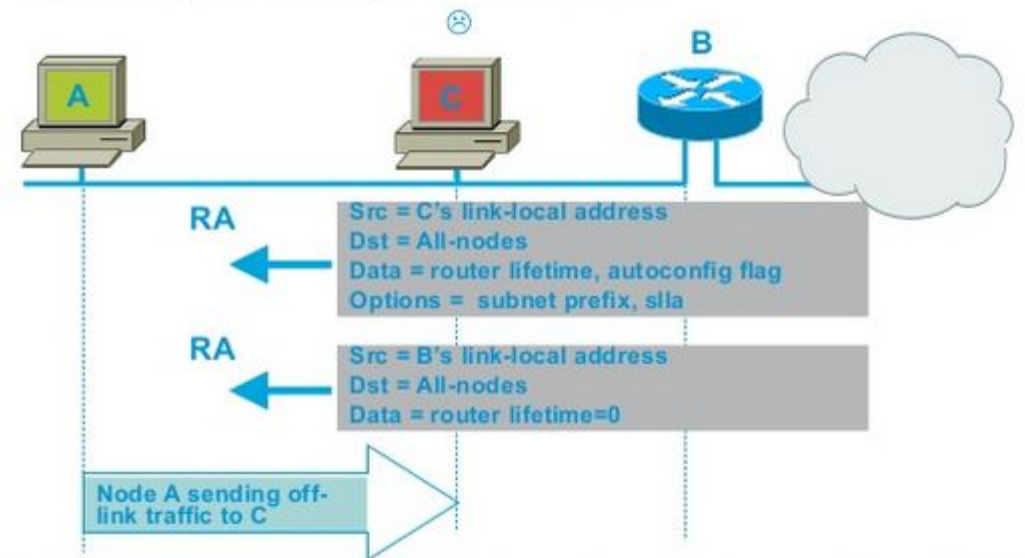 B
A
C
RA
Src = C's link-local address
Dst = All-nodes
Data = router lifetime, autoconfig flag
Options = subnet prefix, slla
RA
Src = B's link-local address
Dst = All-nodes
Data = router lifetime=0
Node A sending off-
link traffic to C